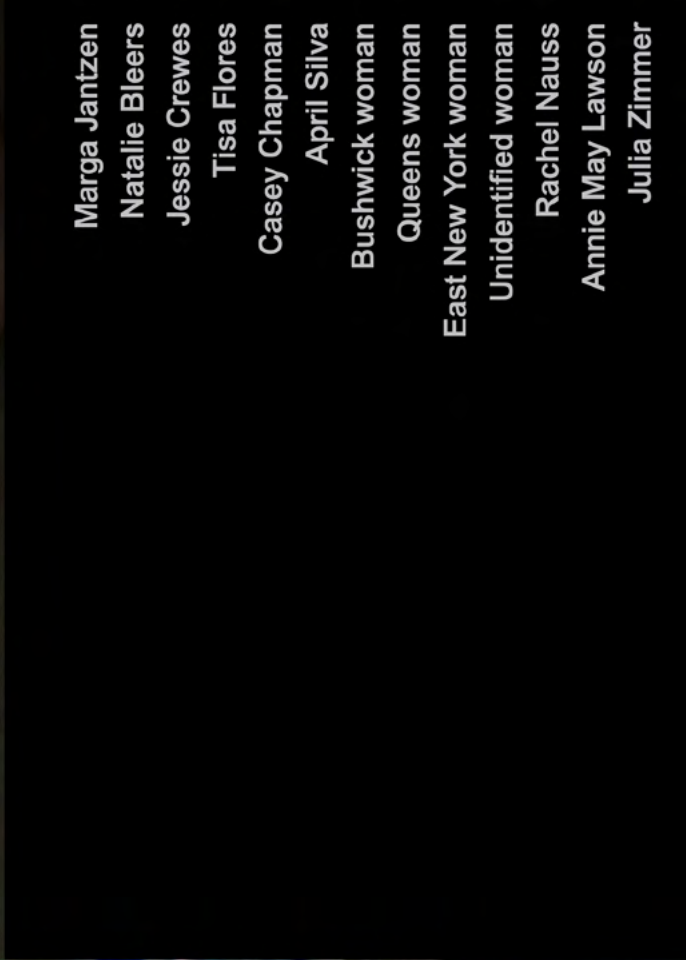 Marga Jantzen
Natalie Bleers
Jessie Crewes
Tisa Flores
Casey Chapman
April Silva
Bushwick woman
Queens woman
East New York woman
Unidentified woman
Rachel Nauss
Annie May Lawson
Julia Zimmer